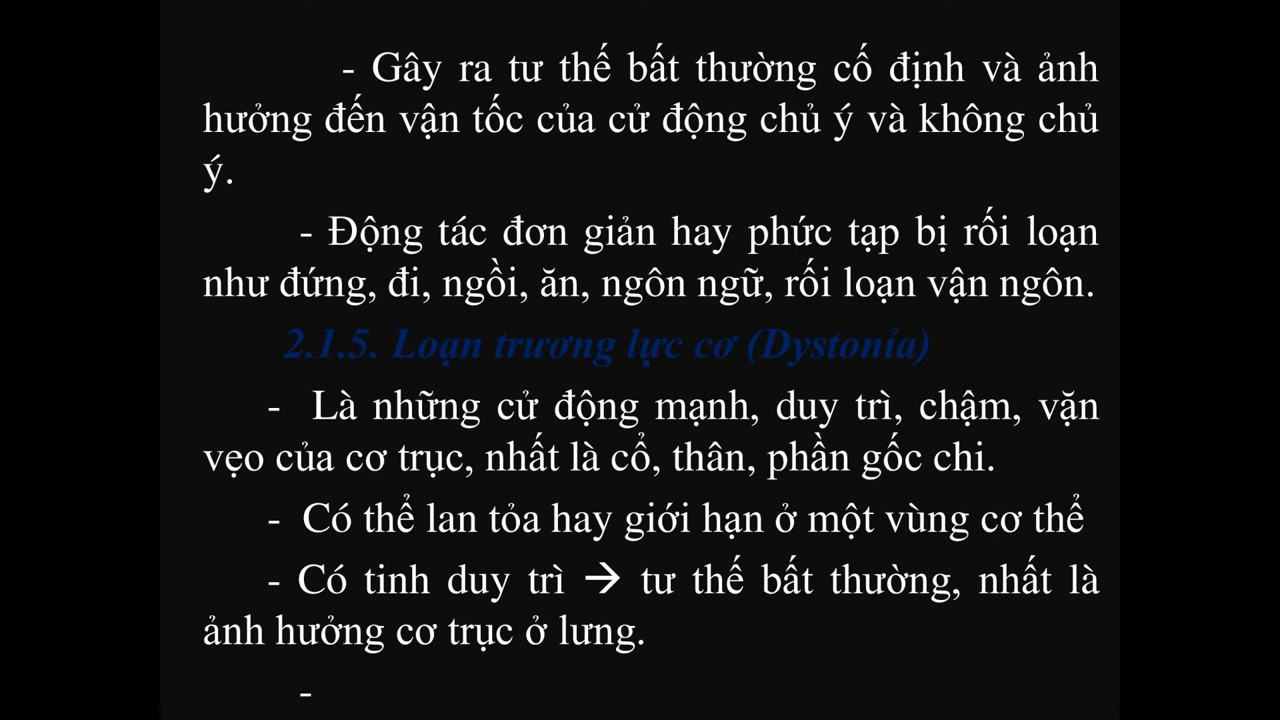 - Gây ra tư thế bất thường cố định và ảnh
hưởng đến vận tốc của cử động chủ ý và không chủ
ý.
- Động tác đơn giản hay phức tạp bị rối loạn
như đứng, đi, ngồi, ăn, ngôn ngữ, rối loạn vận ngôn.
2.1.5. Loạn trương lực cơ (Dystonỉa)
- Là những cử động mạnh, duy trì, chậm, vặn
vẹo của cơ trục, nhất là cổ, thân, phần gốc chi.
- Có thể lan tỏa hay giới hạn ở một vùng cơ thể
- Có tinh duy trì → tư thế bất thường, nhất là
ảnh hưởng cơ trục ở lưng.
-